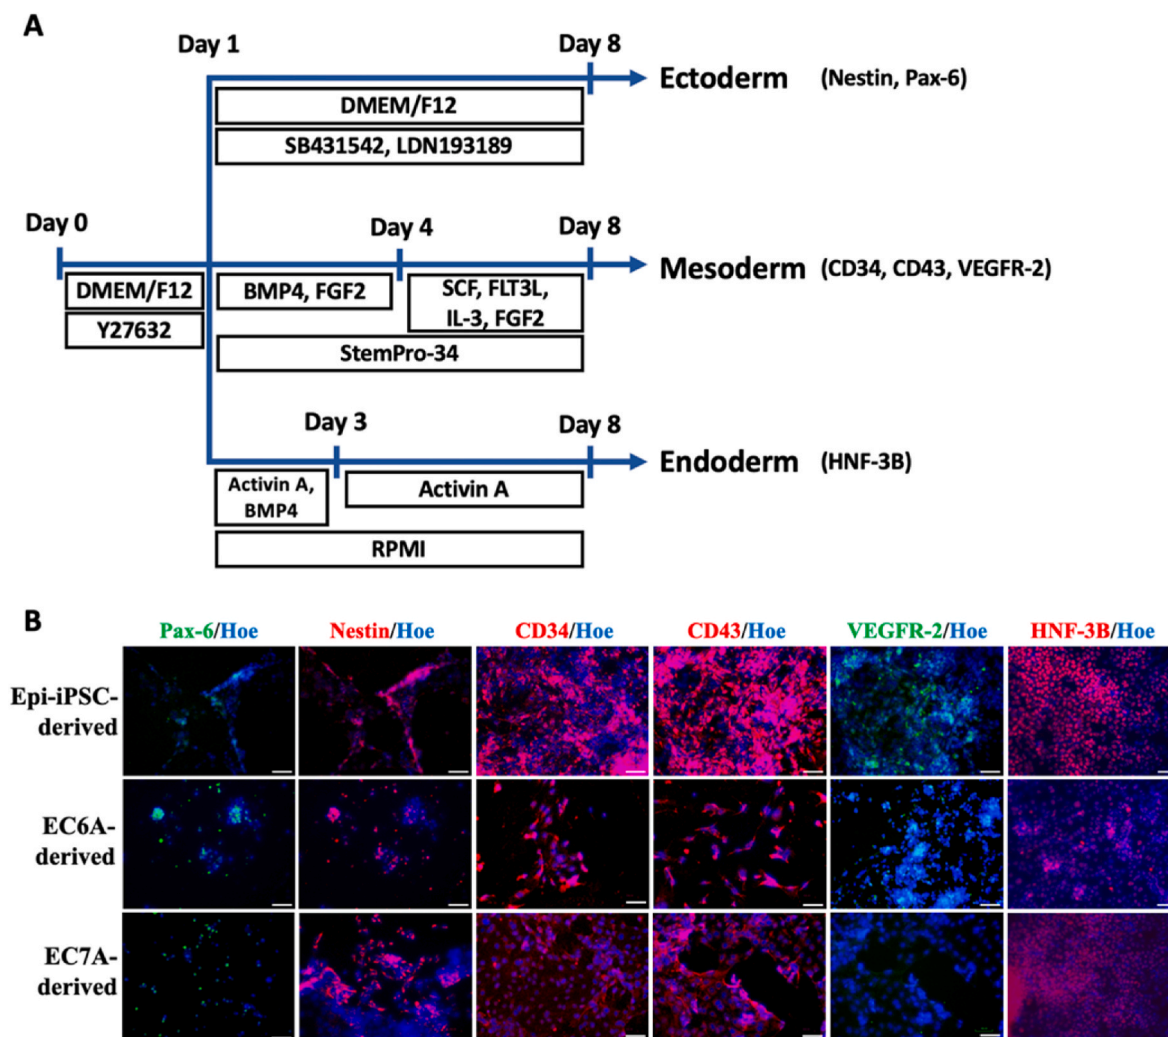 A
Day 1
Day 8
Ectoderm (Nestin, Pax-6)
DMEM/F12
SB431542, LDN193189
Day 0
Day 4
Day 8
Mesoderm (CD34, CD43, VEGFR-2)
DMEM/F12
Y27632
BMP4, FGF2
SCF, FLT3L,
IL-3, FGF2
StemPro-34
Day 3
Day 8
Endoderm (HNF-3B)
Activin A,
BMP4
Activin A
RPMI
B
Pax-6/Hoe Nestin/Hoe CD34/Hoe CD43/Hoe VEGFR-2/Hoe HNF-3B/Hoe
Epi-iPSC-
derived
EC6A-
derived
EC7A-
derived